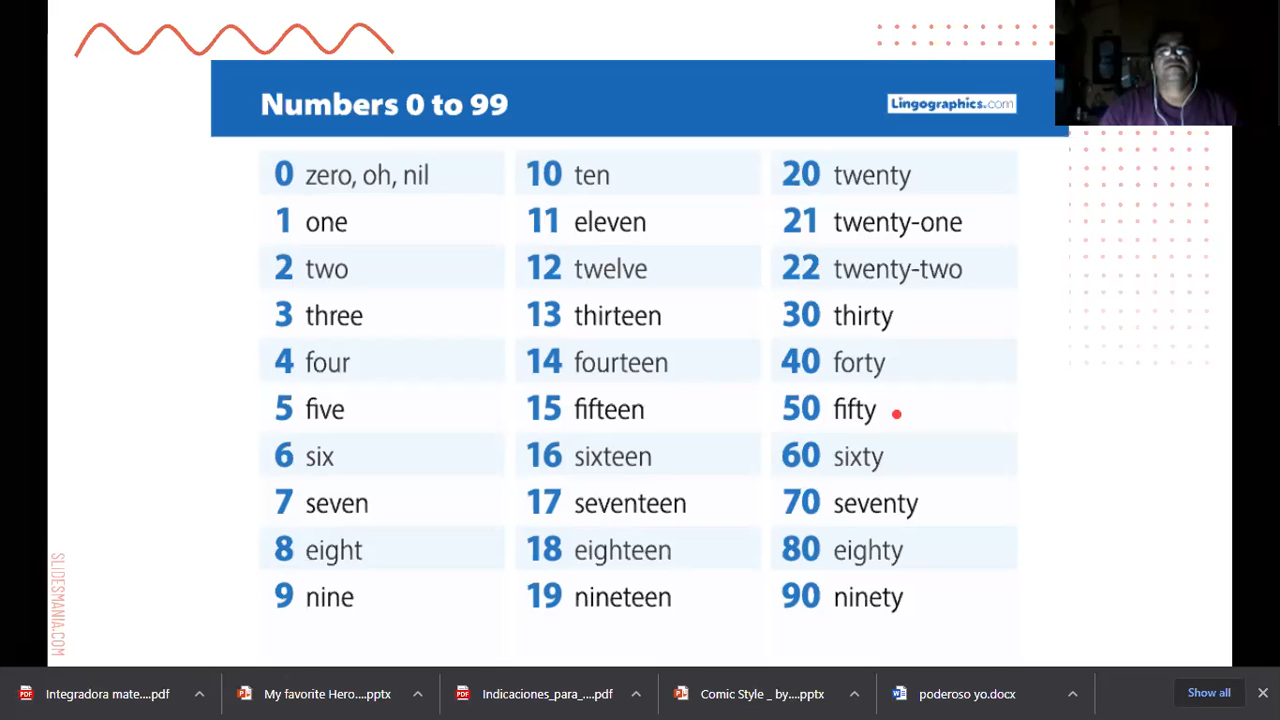 Numbers 0 to 99
Lingographics.com
0 zero, oh, nil
1 one
2 two
3 three
4 four
5 five
6 six
7 seven
8 eight
9 nine
10 ten
11 eleven
12 twelve
13 thirteen
14 fourteen
15 fifteen
16 sixteen
17 seventeen
18 eighteen
19 nineteen
20 twenty
21 twenty-one
22 twenty-two
30 thirty
40 forty
50 fifty
60 sixty
70 seventy
80 eighty
90 ninety
SLIDESMANIA.COM
PDF Integradora mate....pdf
P My favorite Hero....pptx
PDF Indicaciones_para_....pdf
P Comic Style _ by....pptx
W poderoso yo.docx
Show all